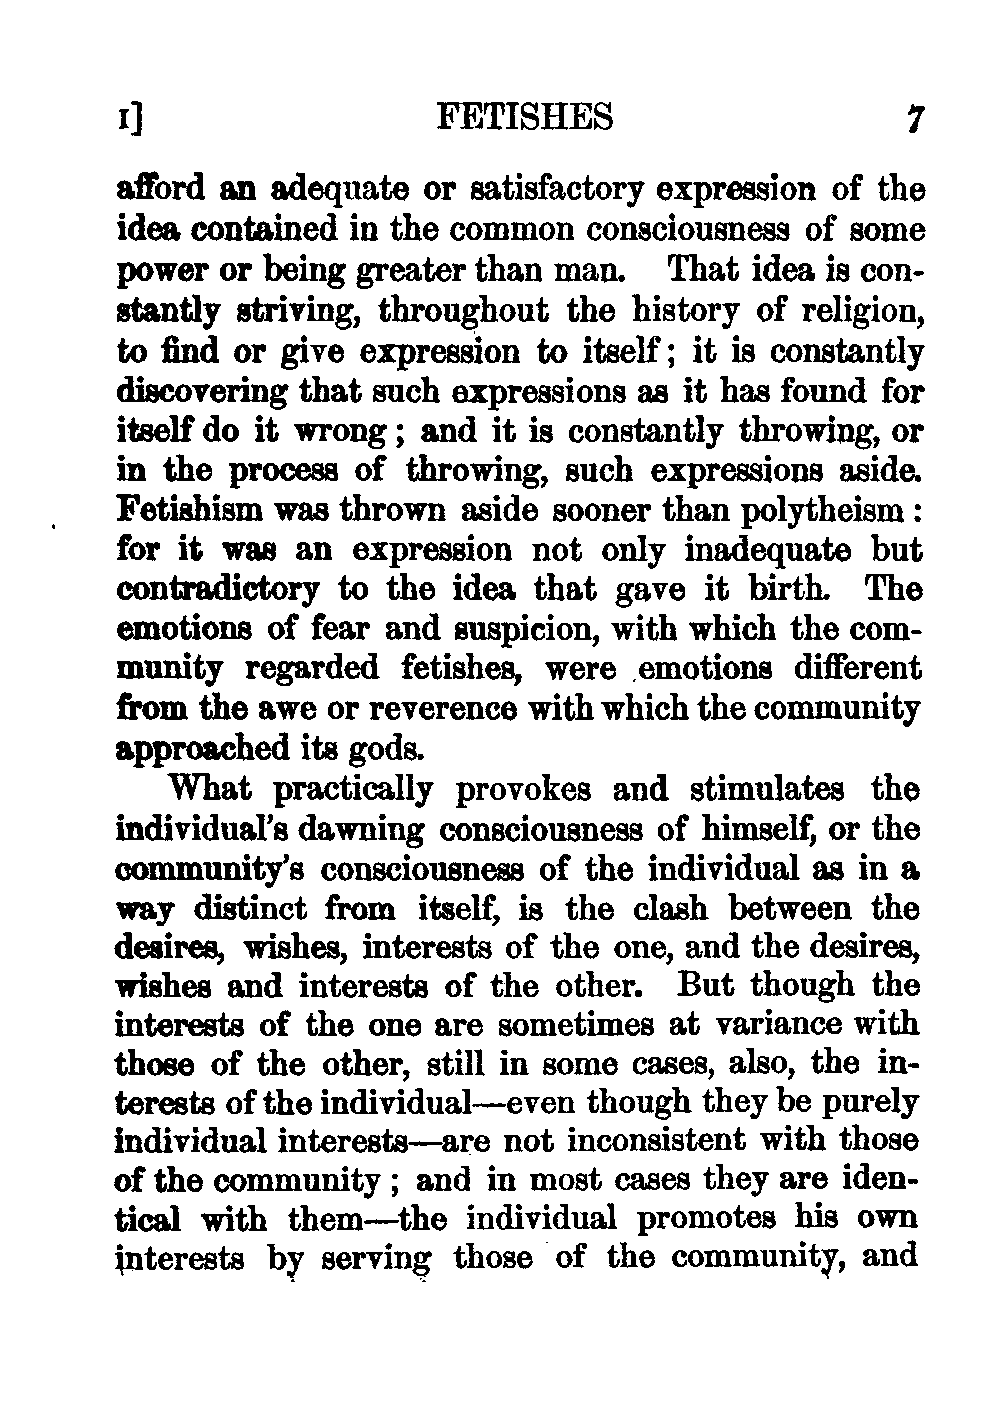 I] FETISHES 7
afford an adequate or satisfactory expression of the
idea contained in the common consciousness of some
power or being greater than man. That idea is con-
stantly striving, throughout the history of religion,
to find or give expression to itself; it is constantly
discovering that such expressions as it has found for
itself do it wrong; and it is constantly throwing, or
in the process of throwing, such expressions aside.
Fetishism was thrown aside sooner than polytheism:
for it was an expression not only inadequate but
contradictory to the idea that gave it birth. The
emotions of fear and suspicion, with which the com-
munity regarded fetishes, were emotions different
from the awe or reverence with which the community
approached its gods.
What practically provokes and stimulates the
individual's dawning consciousness of himself, or the
community's consciousness of the individual as in a
way distinct from itself, is the clash between the
desires, wishes, interests of the one, and the desires,
wishes and interests of the other. But though the
interests of the one are sometimes at variance with
those of the other, still in some cases, also, the in-
terests of the individual—even though they be purely
individual interests—are not inconsistent with those
of the community; and in most cases they are iden-
tical with them—the individual promotes his own
interests by serving those of the community, and